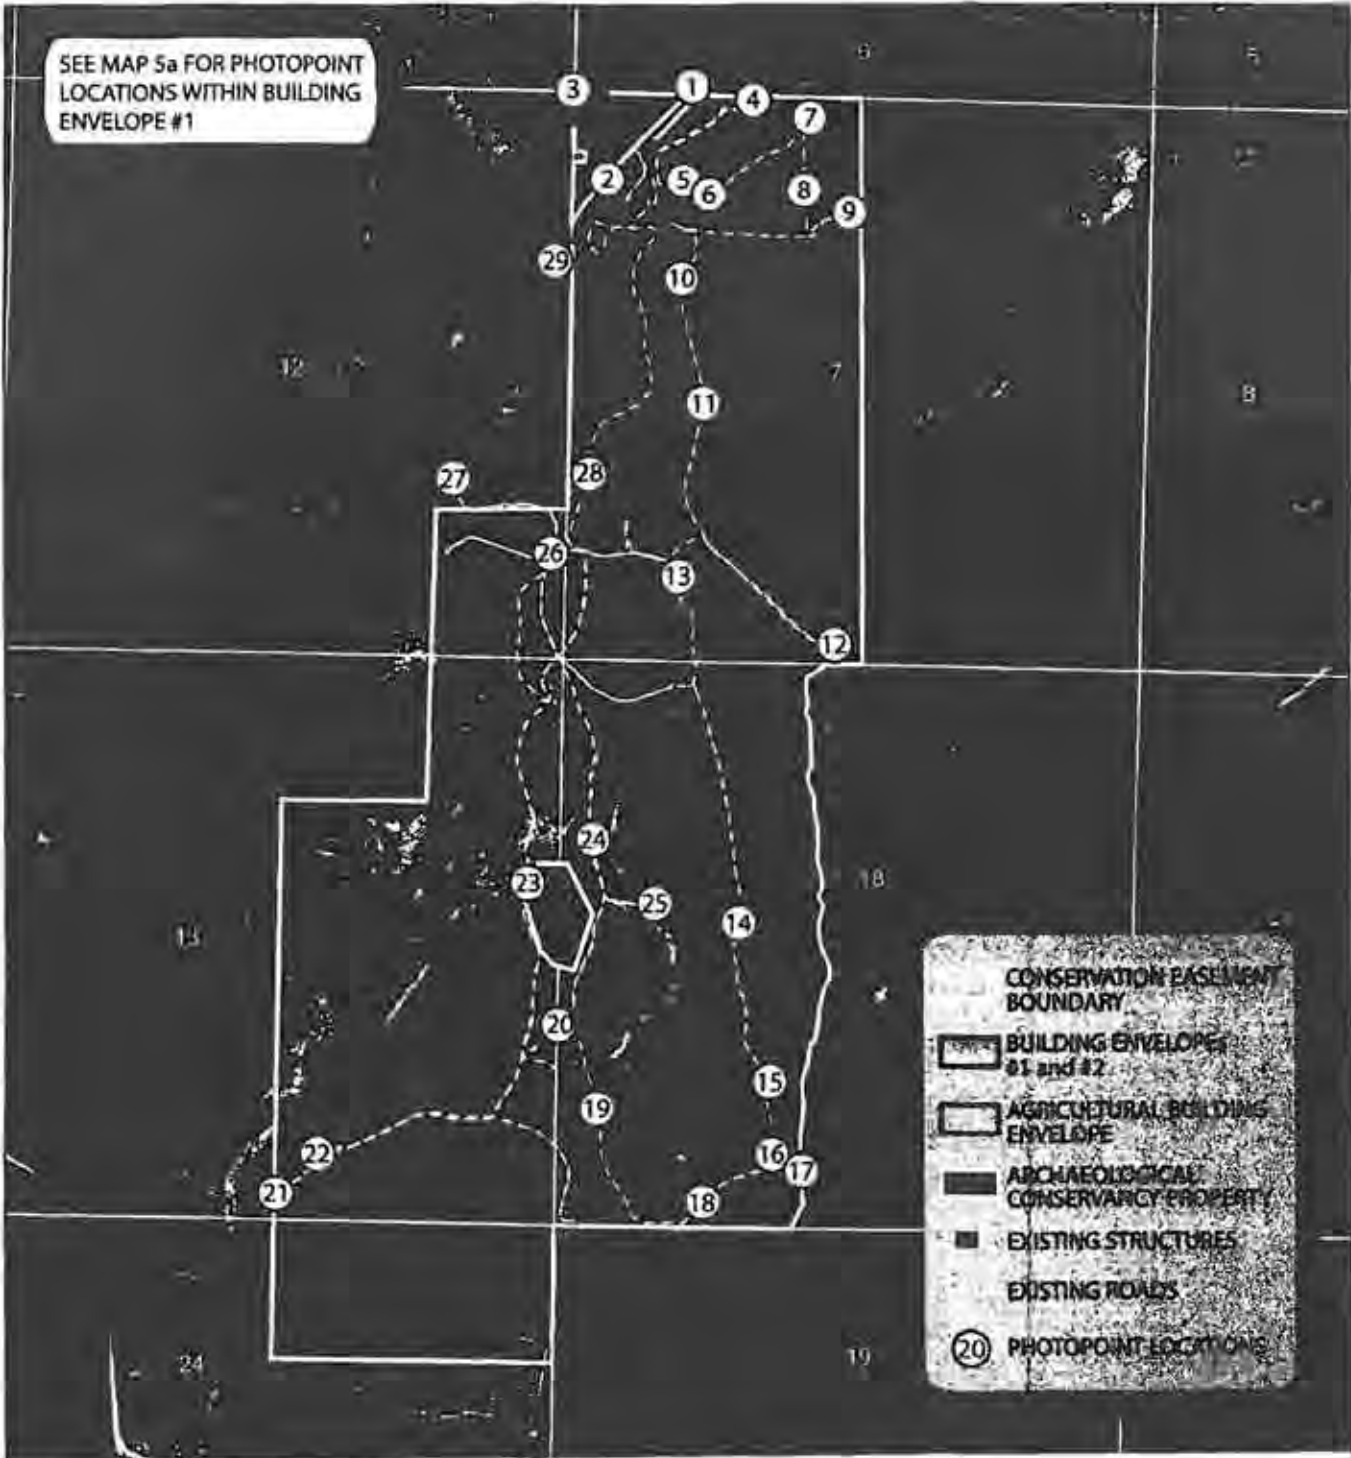 SEE MAP 5a FOR PHOTOPOINT
LOCATIONS WITHIN BUILDING
ENVELOPE #1
6
5
3
1
4
7
2
5
6
8
9
29
10
12
7
8
11
27
28
26
13
12
24
23
25
18
14
13
20
15
19
16
17
22
21
18
24
19
CONSERVATION EASEMENT
BOUNDARY
BUILDING ENVELOPES
#1 and #2
AGRICULTURAL BUILDING
ENVELOPE
ARCHAEOLOGICAL
CONSERVANCY PROPERTY
EXISTING STRUCTURES
EXISTING ROADS
20
PHOTOPOINT LOCATIONS